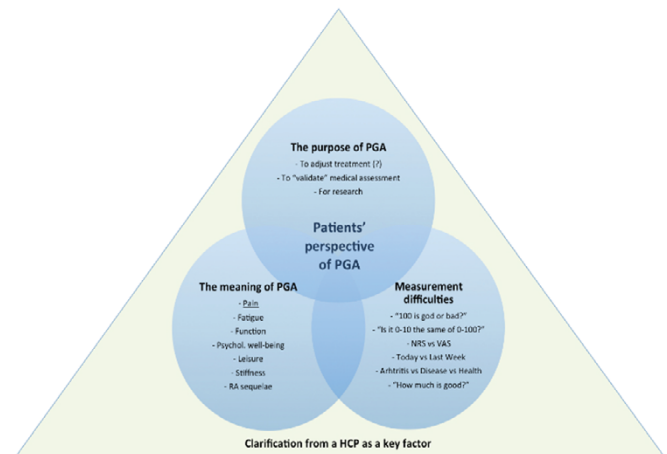 The purpose of PGA
- To adjust treatment (?)
- To "validate" medical assessment
- For research
Patients'
perspective
of PGA
The meaning of PGA
- Pain
- Fatigue
- Function
- Psychol. well-being
- Leisure
- Stiffness
- RA sequelae
Measurement
difficulties
- "100 is god or bad?"
- "Is it 0-10 the same of 0-100?"
- NRS vs VAS
- Today vs Last Week
- Arhtritis vs Disease vs Health
- "How much is good?"
Clarification from a HCP as a key factor